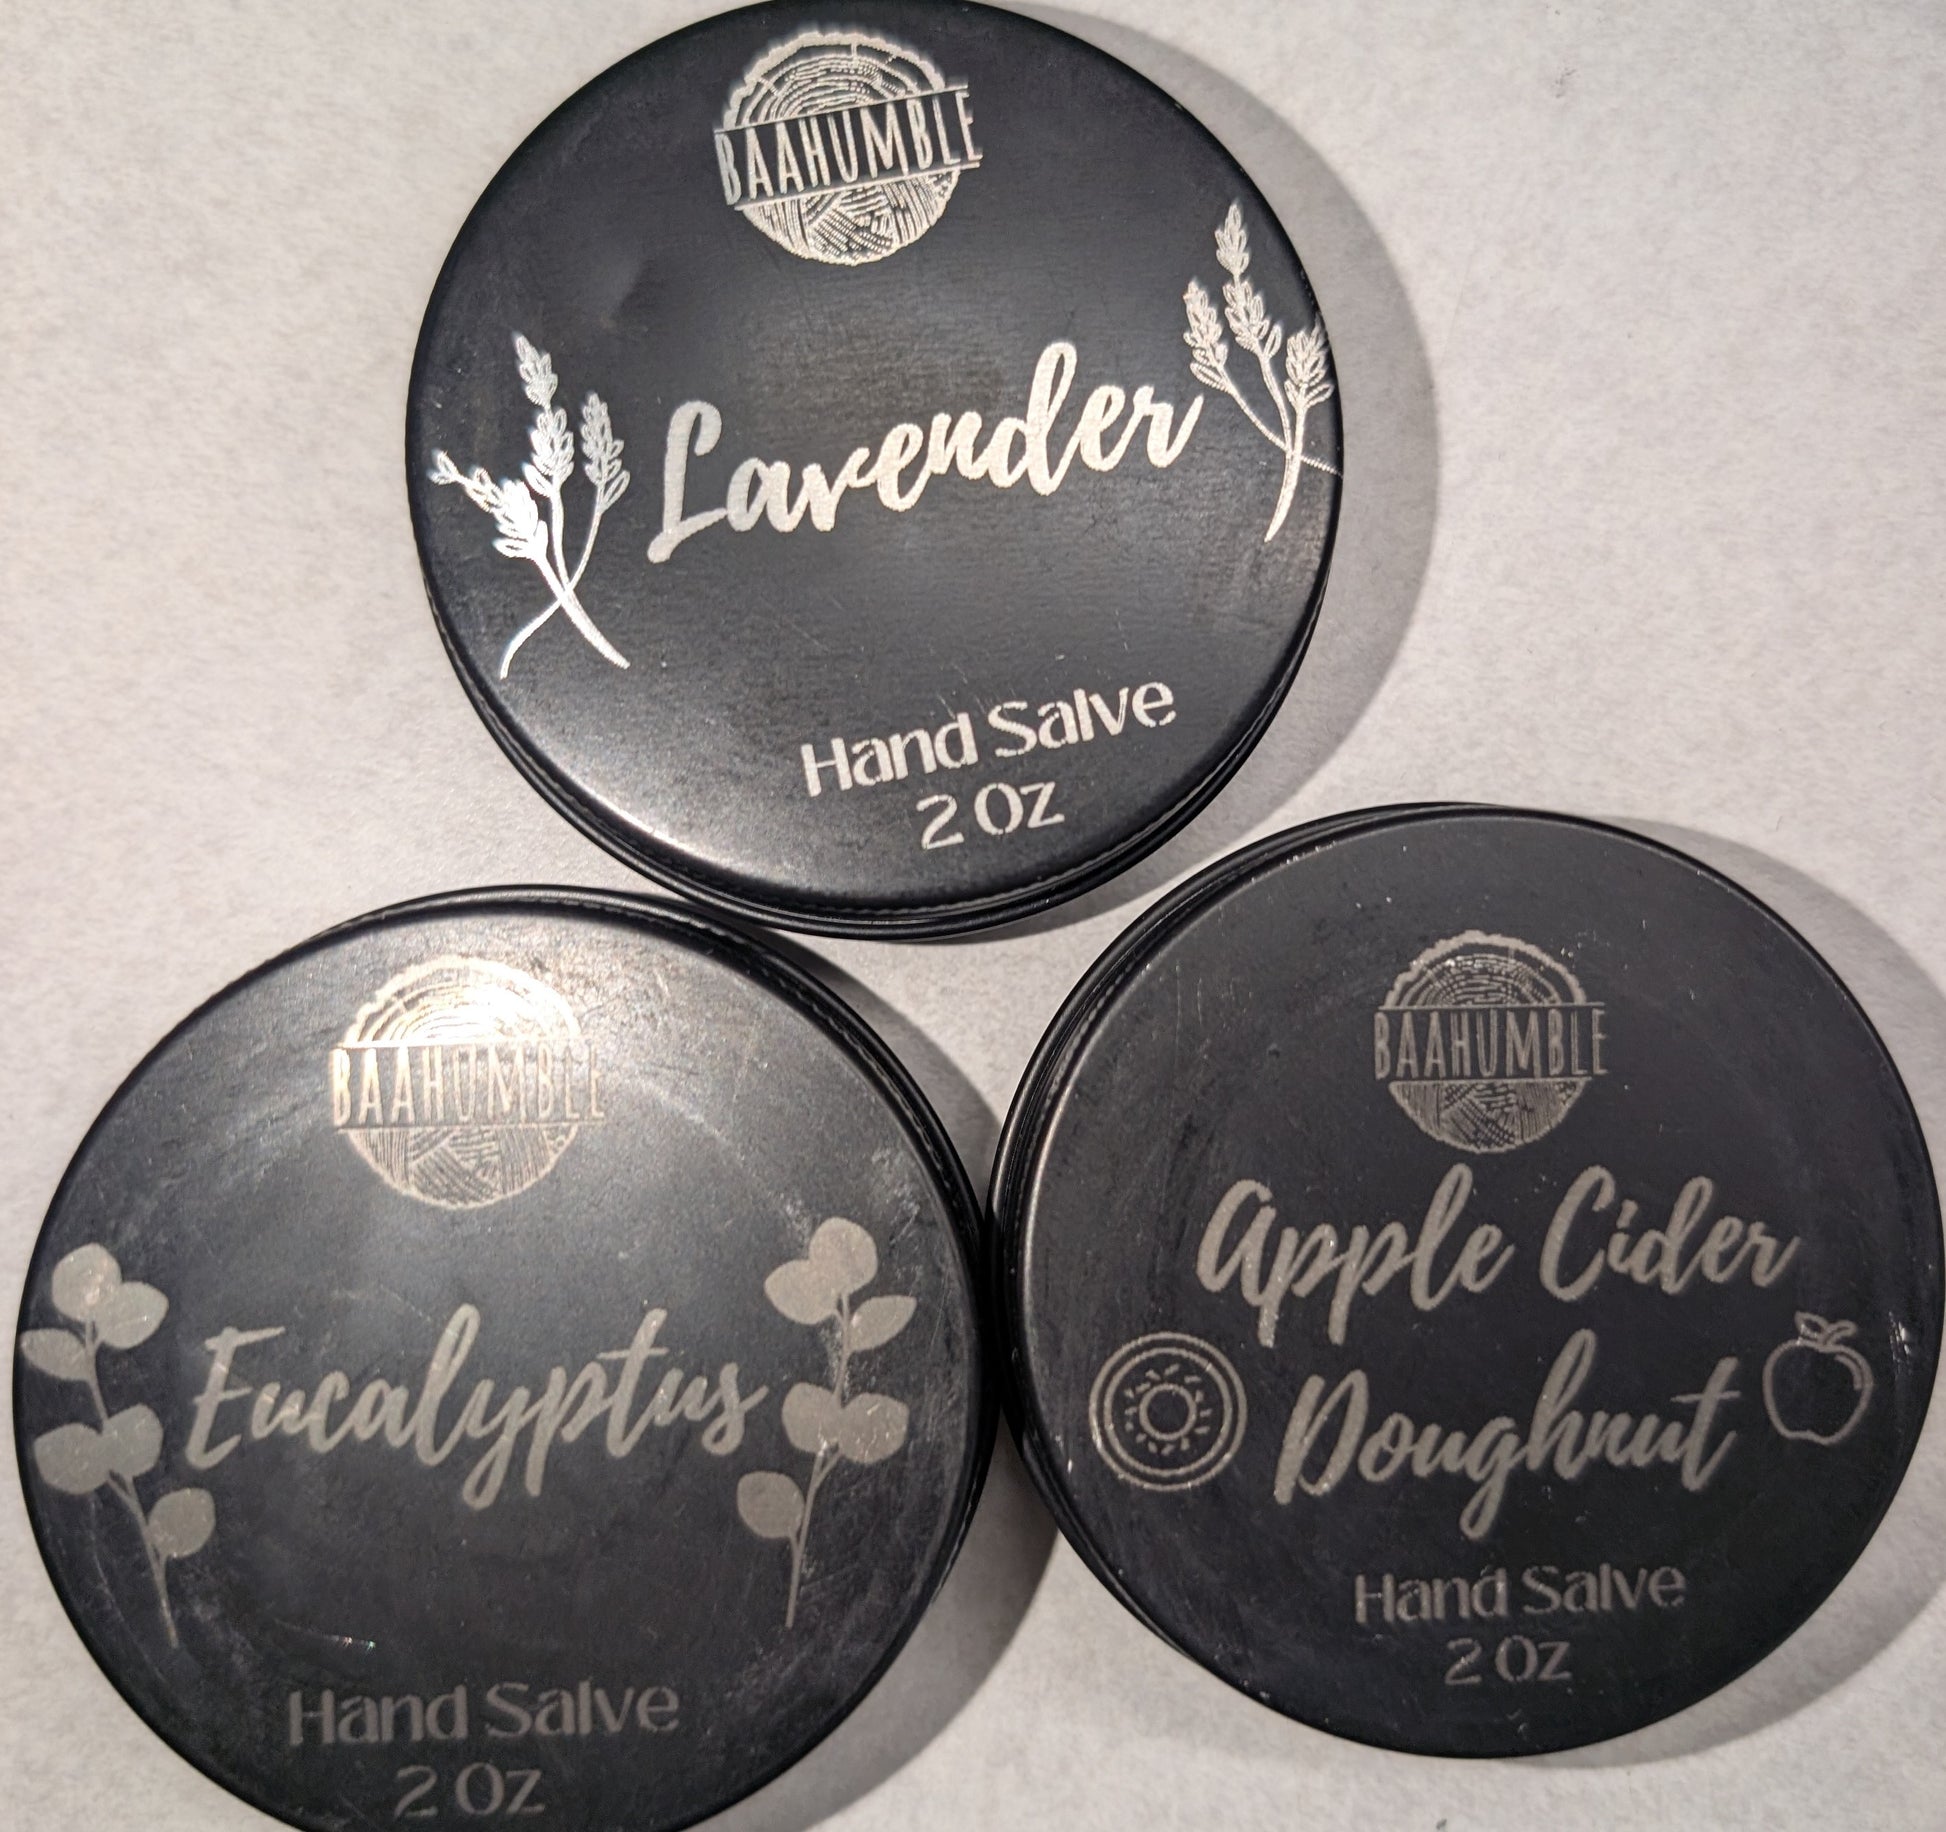 BAAHUMBLE
Lavender
Hand Salve
2 Oz
BAAHUMBLE
Eucalyptus
Hand Salve
2 Oz
BAAHUMBLE
Apple Cider
Doughnut
Hand Salve
2 Oz